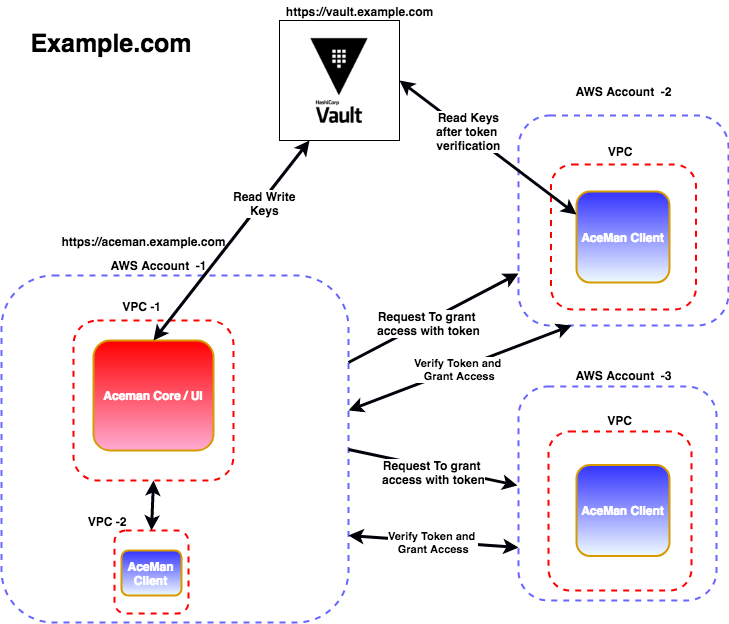 https://vault.example.com
Example.com
HashiCorp
Vault
AWS Account -2
Read Keys
after token
verification
VPC
AceMan Client
Read Write
Keys
https://aceman.example.com
AWS Account -1
VPC -1
Aceman Core / UI
Request To grant
access with token
Verify Token and
Grant Access
AWS Account -3
VPC
Request To grant
access with token
AceMan Client
VPC -2
Verify Token and
Grant Access
AceMan
Client